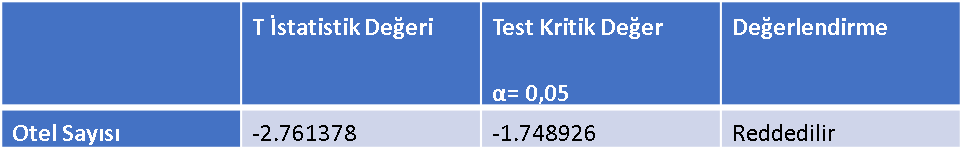 T İstatistik Değeri
Test Kritik Değer
α= 0,05
Değerlendirme
Otel Sayısı
-2.761378
-1.748926
Reddedilir